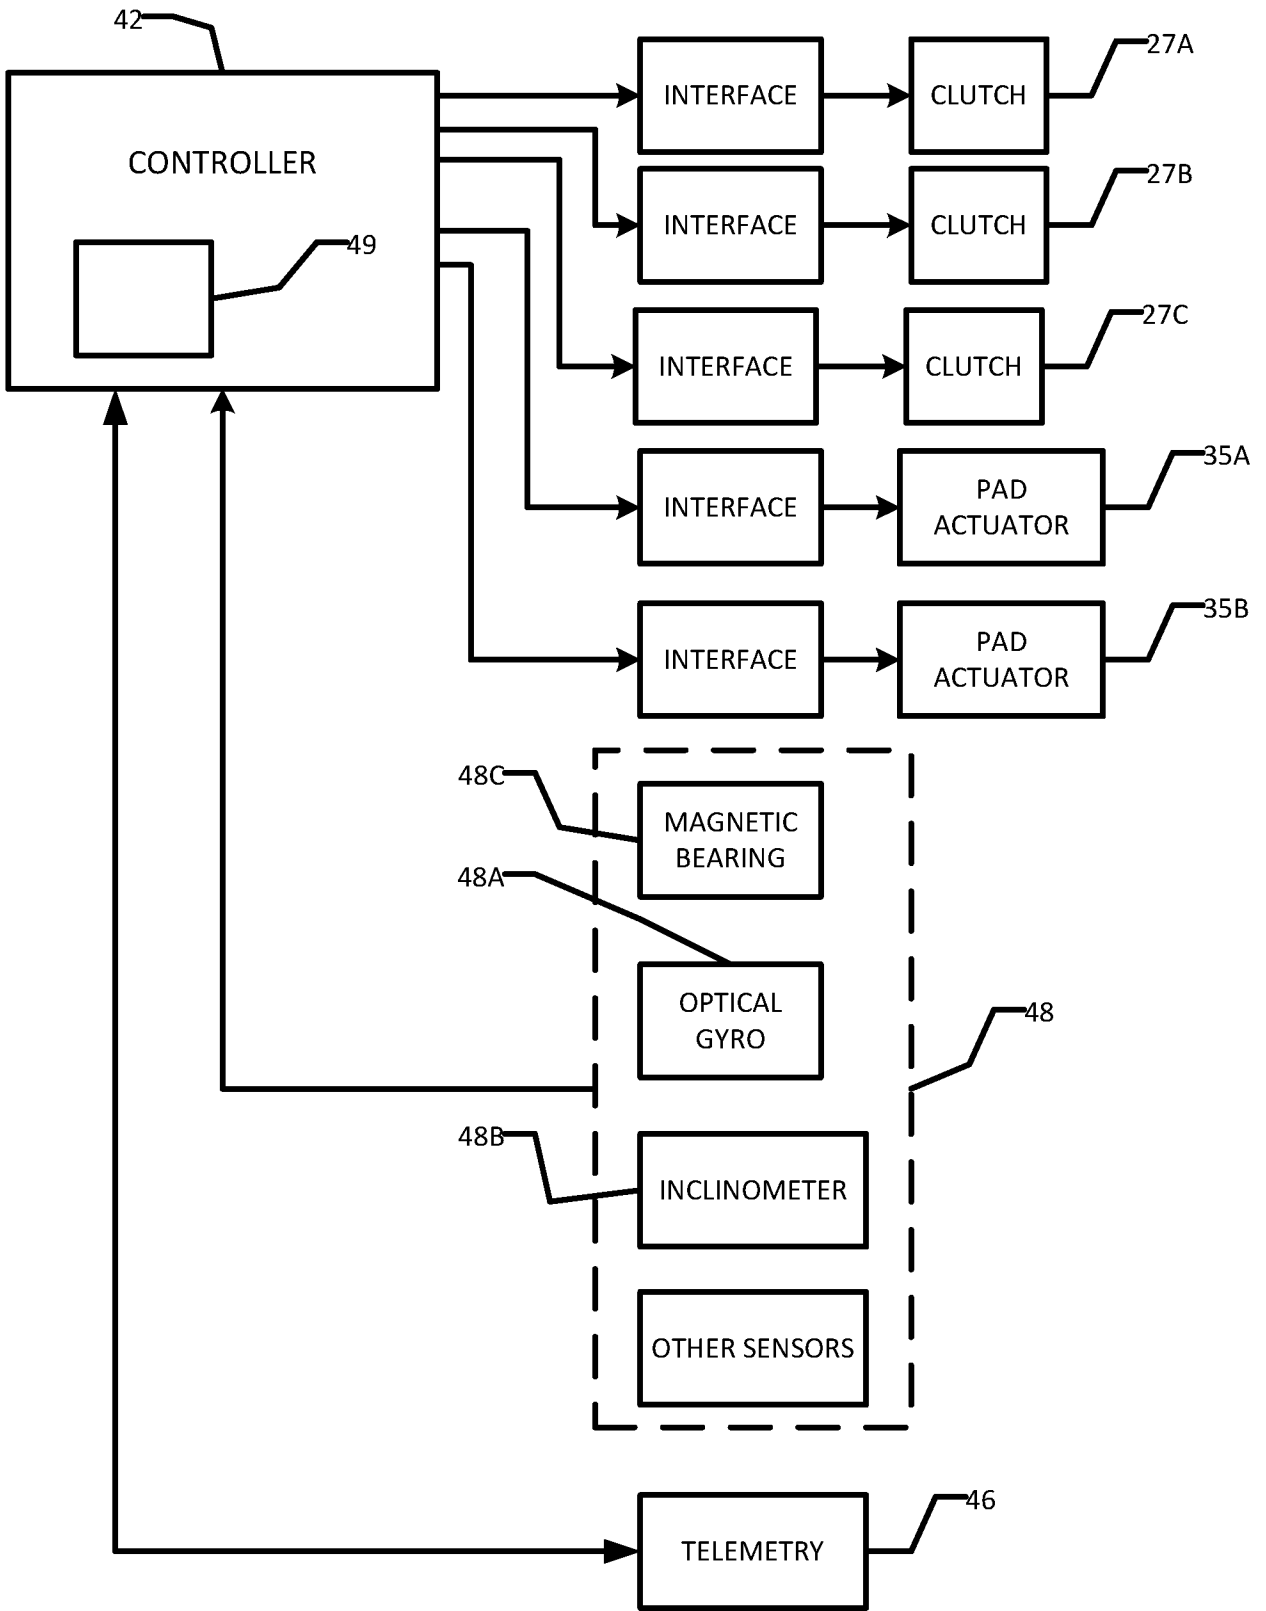 42
CONTROLLER
49
INTERFACE
CLUTCH
27A
INTERFACE
CLUTCH
27B
INTERFACE
CLUTCH
27C
INTERFACE
PAD
ACTUATOR
35A
INTERFACE
PAD
ACTUATOR
35B
48C
MAGNETIC
BEARING
48A
OPTICAL
GYRO
48
48B
INCLINOMETER
OTHER SENSORS
TELEMETRY
46